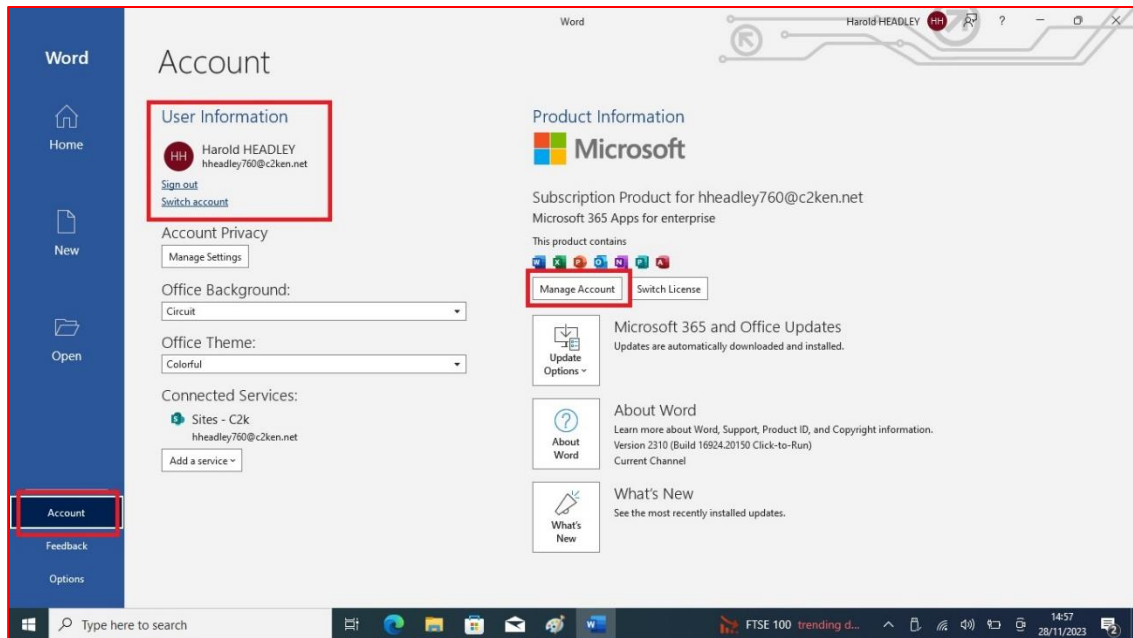 Word
Harold HEADLEY HH ?
Word
Home
New
Open
Account
Feedback
Options
Account
User Information
HH
Harold HEADLEY
hheadley760@c2ken.net
Sign out
Switch account
Account Privacy
Manage Settings
Office Background:
Circuit
Office Theme:
Colorful
Connected Services:
Sites - C2k
hheadley760@c2ken.net
Add a service
Product Information
Microsoft
Subscription Product for hheadley760@c2ken.net
Microsoft 365 Apps for enterprise
This product contains
Manage Account
Switch License
Update
Options
Microsoft 365 and Office Updates
Updates are automatically downloaded and installed.
About
Word
About Word
Learn more about Word, Support, Product ID, and Copyright information.
Version 2310 (Build 16924.20150 Click-to-Run)
Current Channel
What's
New
What's New
See the most recently installed updates.
Type here to search
FTSE 100 trending d...
14:57
28/11/2023
2